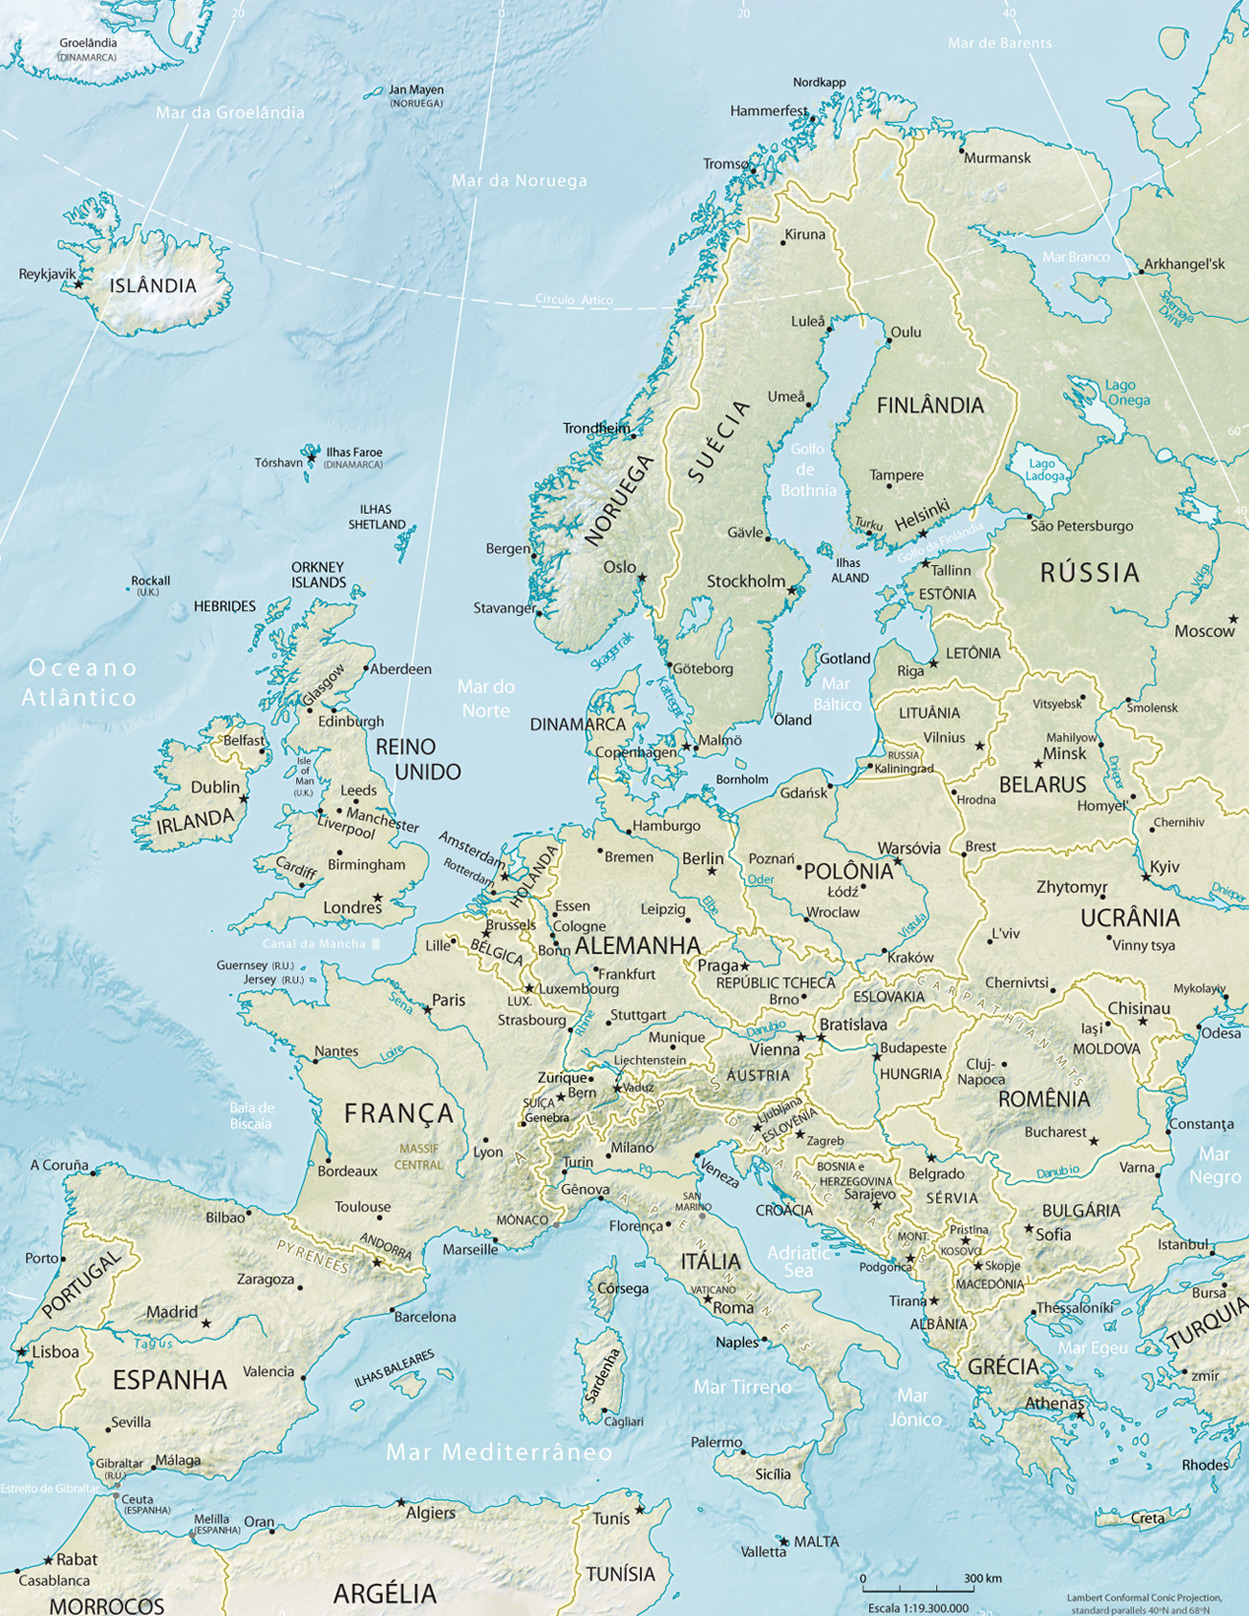 20
0
20
40
Groelândia
(DINAMARCA)
Mar de Barents
Nordkapp
Jan Mayen
(NORUEGA)
Mar da Groelândia
Hammerfest
Murmansk
Tromsø
Mar da Noruega
Kiruna
Mar Branco
Arkhangel'sk
Severnaya
Dvina
Reykjavik
ISLÂNDIA
Círculo Ártico
Luleå
Oulu
Umeå
FINLÂNDIA
Lago
Onega
Trondheim
SUÉCIA
60
Ilhas Faroe
(DINAMARCA)
Tórshavn
Golfo
de
Bothnia
Lago
Ladoga
Tampere
NORUEGA
40
ILHAS
SHETLAND
Turku
Helsinki
São Petersburgo
Gävle
Golfo da Finlândia
Bergen
ORKNEY
ISLANDS
Oslo
Ilhas
ALAND
Tallinn
RÚSSIA
Rockall
(U.K.)
Stockholm
ESTÔNIA
Volga
HEBRIDES
Stavanger
Moscow
Skagerrak
Gotland
LETÔNIA
Riga
Oceano
Atlântico
Aberdeen
Göteborg
Glasgow
Mar do
Norte
Kattegat
Mar
Báltico
Vitsyebsk
Smolensk
Edinburgh
DINAMARCA
Öland
LITUÂNIA
Belfast
REINO
UNIDO
Copenhagen
Malmö
Vilnius
Mahilyow
Minsk
RUSSIA
Kaliningrad
Isle
of
Man
(U.K.)
Bornholm
BELARUS
Dnieper
Dublin
Leeds
Gdańsk
Hrodna
Homyel'
IRLANDA
Manchester
Liverpool
Hamburgo
Chernihiv
Amsterdam
Rotterdam
HOLANDA
Bremen
Berlin
Poznań
POLÔNIA
Warsóvia
Brest
Cardiff
Birmingham
Oder
Łódź
Kyiv
Zhytomyr
Dnieper
Londres
Essen
Leipzig
Elbe
Wroclaw
Vistula
UCRÂNIA
Brussels
Cologne
L'viv
Canal da Mancha
Lille
BÉLGICA
Bonn
ALEMANHA
Vinny tsya
Guernsey (R.U.)
Jersey (R.U.)
Praga
Kraków
Frankfurt
REPÚBLIC TCHECA
Chernivtsi
Luxembourg
LUX.
Brno
ESLOVAKIA
CARPATHIAN MTS
Mykolayiv
Sena
Paris
Chisinau
Strasbourg
Rhine
Stuttgart
Danubio
Bratislava
Iaşi
Odesa
Munique
Vienna
Budapeste
MOLDOVA
Nantes
Loire
Liechtenstein
Cluj-
Napoca
Zurique
Vaduz
ÁUSTRIA
HUNGRIA
Bern
SUÍÇA
ROMÊNIA
Baia de
Biscaia
FRANÇA
Genebra
ALPS
Ljubljana
ESLOVÊNIA
Constanţa
Zagreb
Bucharest
MASSIF
CENTRAL
Lyon
Milano
A Coruña
Bordeaux
Turin
Po
Veneza
BOSNIA e
HERZEGOVINA
Belgrado
Danubio
Varna
Mar
Negro
Gênova
SAN
MARINO
Sarajevo
SÉRVIA
DINARIC ALPS
Toulouse
CROÁCIA
BULGÁRIA
Bilbao
MÔNACO
Florença
APENNINES
MONT.
Pristina
Sofia
PYRENEES
ANDORRA
Marseille
Adriatic
Sea
KOSOVO
Istanbul
Porto
ITÁLIA
Podgorica
Skopje
PORTUGAL
Zaragoza
Córsega
VATICANO
Roma
MACEDÔNIA
Bursa
Madrid
Barcelona
Tirana
Thessaloníki
ALBÂNIA
TURQUIA
Lisboa
Tagus
Naples
Mar Egeu
ESPANHA
Valencia
ILHAS BALEARES
Sardenha
Mar Tirreno
GRÉCIA
zmir
Mar
Jônico
Athenas
Sevilla
Càgliari
Palermo
Mar Mediterrâneo
Gibraltar
(R.U.)
Málaga
Sicília
Rhodes
Estreito de Gibraltar
Ceuta
(ESPANHA)
Algiers
Melilla
(ESPANHA)
Oran
Tunis
Creta
MALTA
Valletta
Rabat
TUNÍSIA
Casablanca
0
300 km
MORROCOS
ARGÉLIA
Escala 1:19.300.000
Lambert Conformal Conic Projection,
standard parallels 40ºN and 68ºN